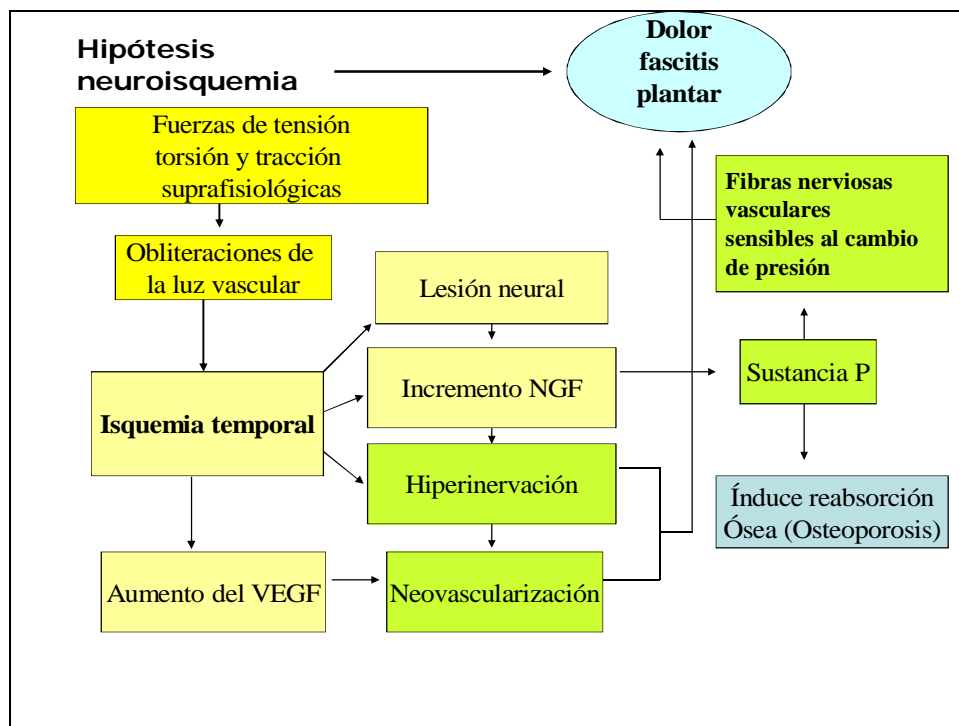 Hipótesis
neuroisquemia
Dolor
fascitis
plantar
Fuerzas de tensión
torsión y tracción
suprafisiológicas
Obliteraciones de
la luz vascular
Isquemia temporal
Aumento del VEGF
Lesión neural
Incremento NGF
Hiperinervación
Neovascularización
Fibras nerviosas
vasculares
sensibles al cambio
de presión
Sustancia P
Índuce reabsorción
Ósea (Osteoporosis)